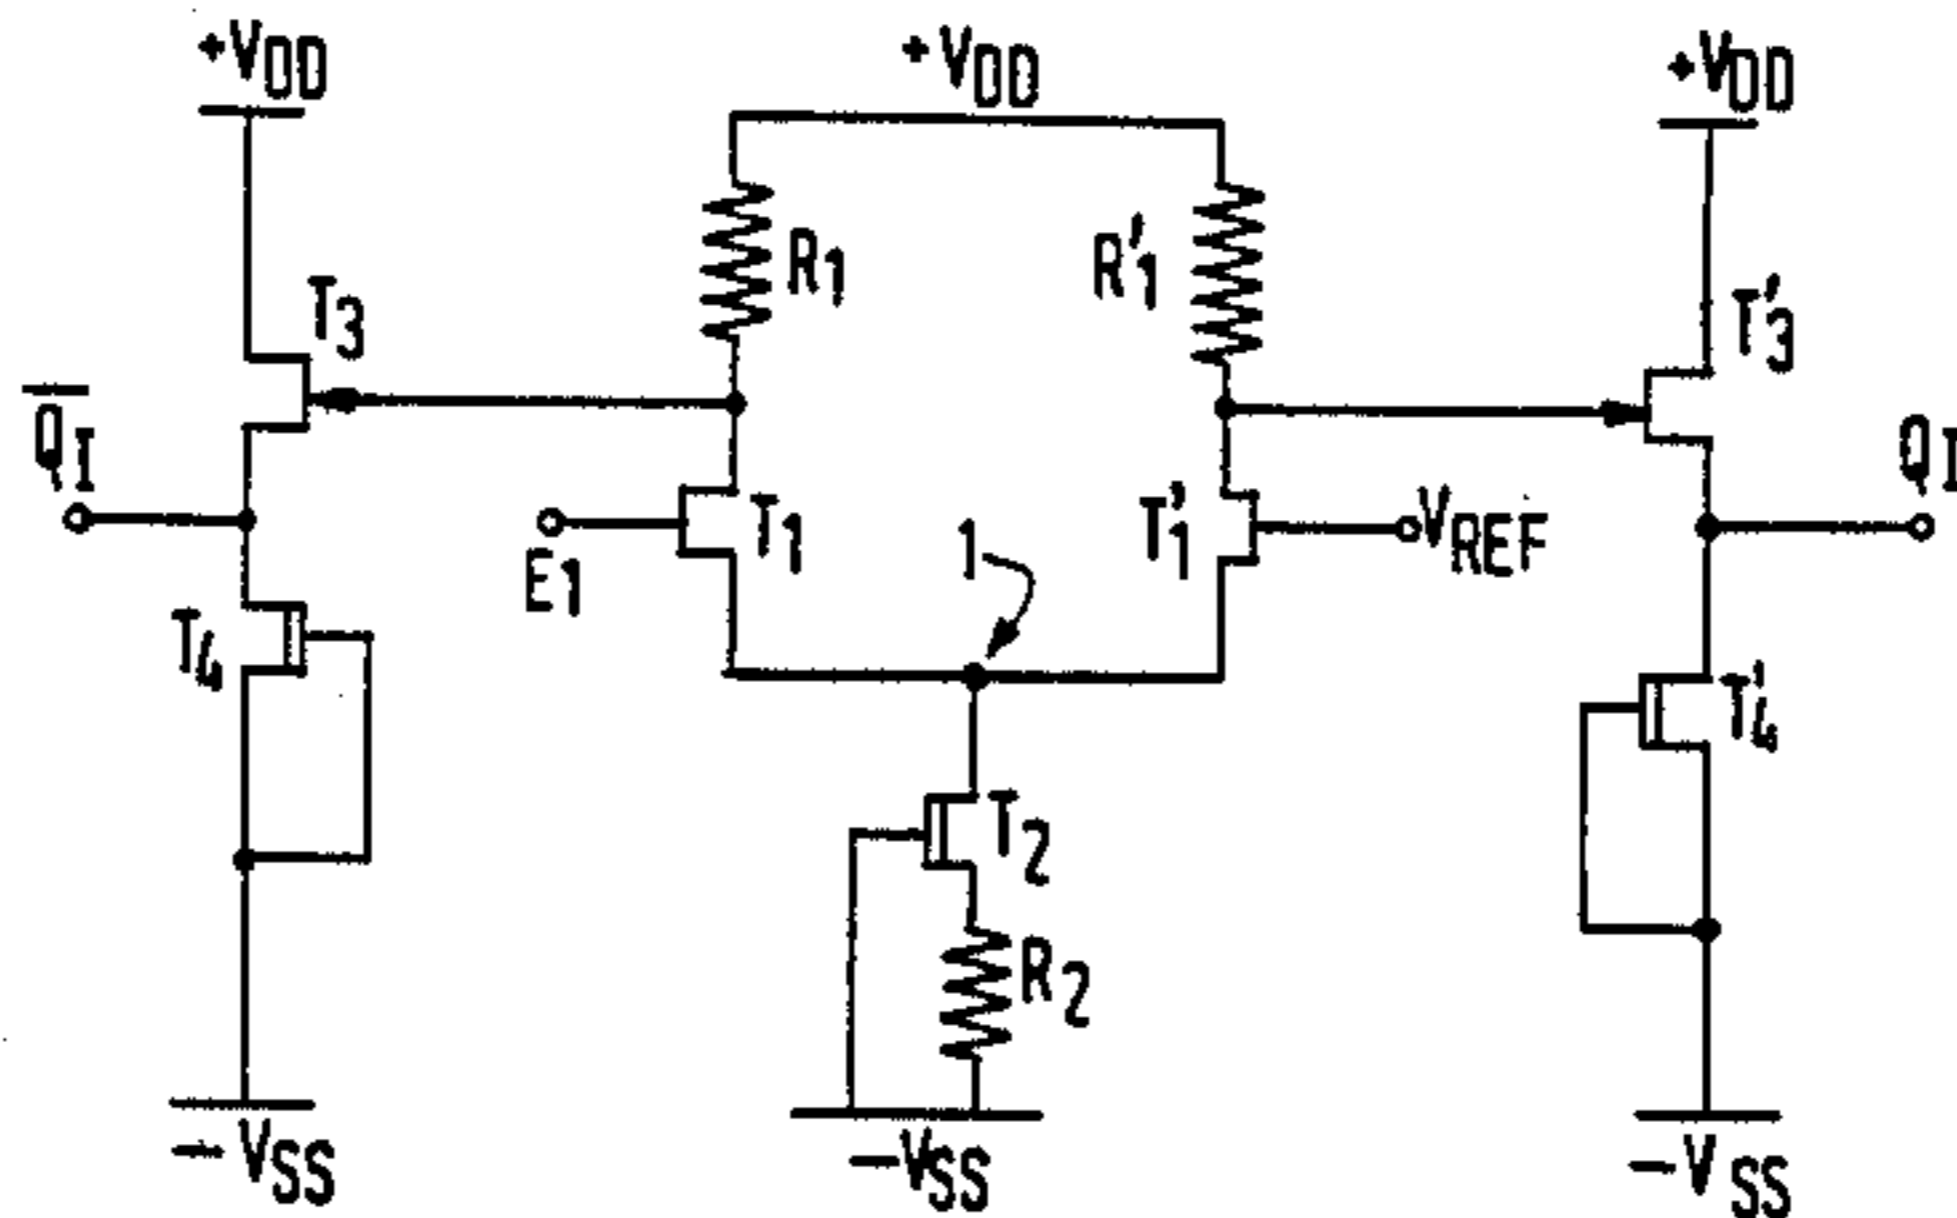 +VDD
+VDD
+VDD
R1
R'1
T3
T'3
Q̅I
QI
T1
T'1
E1
1
VREF
T4
T'4
T2
R2
-VSS
-VSS
-VSS